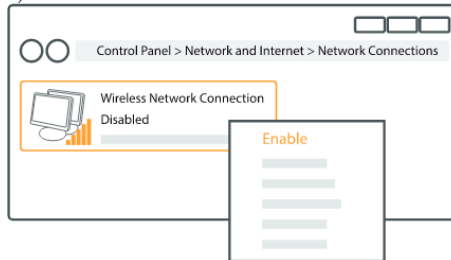 Control Panel > Network and Internet > Network Connections
Wireless Network Connection
Disabled
Enable